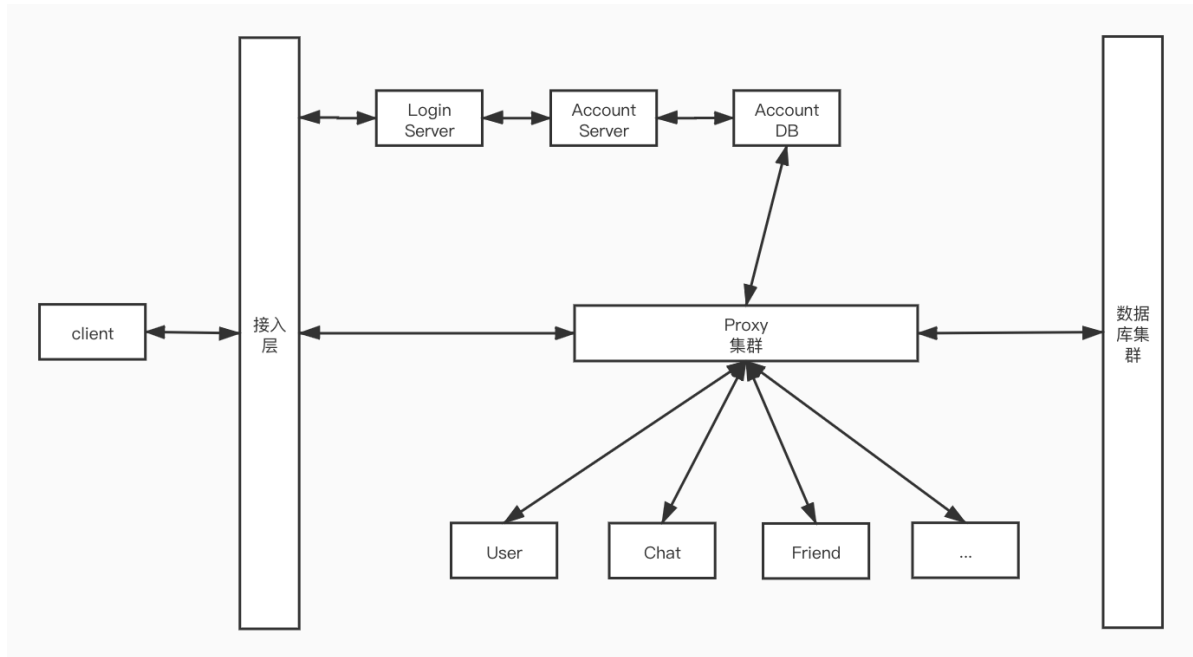 Login
Server
Account
Server
Account
DB
client
接入
层
Proxy
集群
数据
库集
群
User
Chat
Friend
...